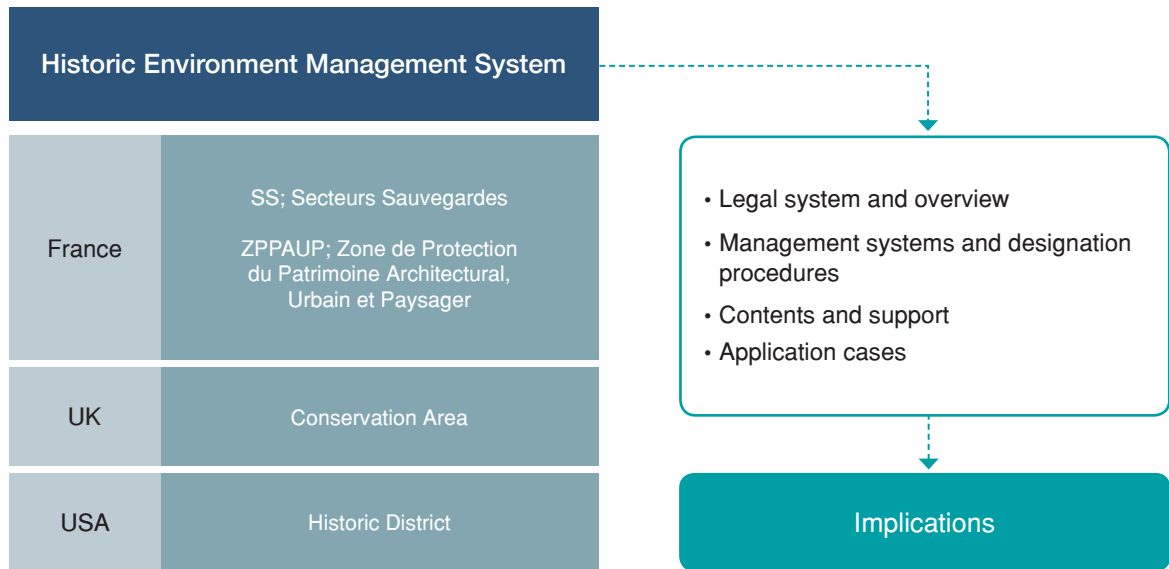 Historic Environment Management System
France
SS; Secteurs Sauvegardes
ZPPAUP; Zone de Protection
du Patrimoine Architectural,
Urbain et Paysager
UK
Conservation Area
USA
Historic District
• Legal system and overview
• Management systems and designation
procedures
• Contents and support
• Application cases
Implications